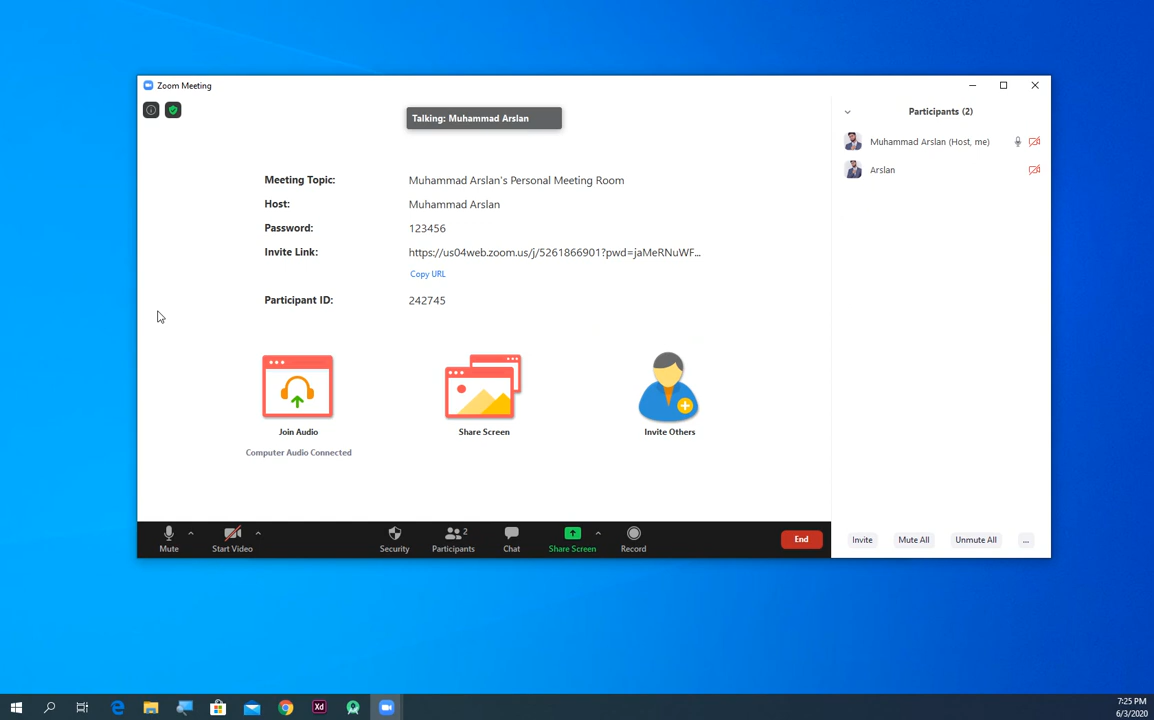 Zoom Meeting
Talking: Muhammad Arslan
Meeting Topic: Muhammad Arslan's Personal Meeting Room
Host: Muhammad Arslan
Password: 123456
Invite Link: https://us04web.zoom.us/j/5261866901?pwd=jaMeRNuWF...
Copy URL
Participant ID: 242745
Join Audio
Computer Audio Connected
Share Screen
Invite Others
Mute
Start Video
Security
2
Participants
Chat
Share Screen
Record
End
Participants (2)
Muhammad Arslan (Host, me)
Arslan
Invite
Mute All
Unmute All
...
Xd
7:25 PM
6/3/2020